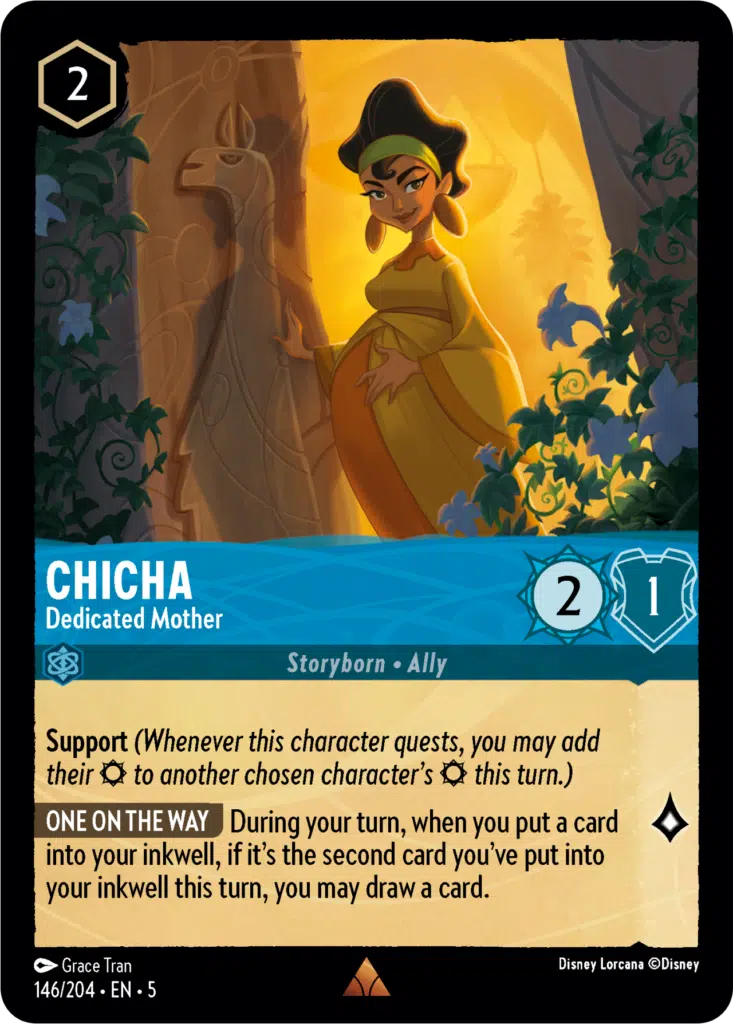 2
CHICHA
Dedicated Mother
2
1
Storyborn • Ally
Support (Whenever this character quests, you may add
their to another chosen character's this turn.)
ONE ON THE WAY During your turn, when you put a card
into your inkwell, if it's the second card you've put into
your inkwell this turn, you may draw a card.
Grace Tran
Disney Lorcana ©Disney
146/204 • EN • 5